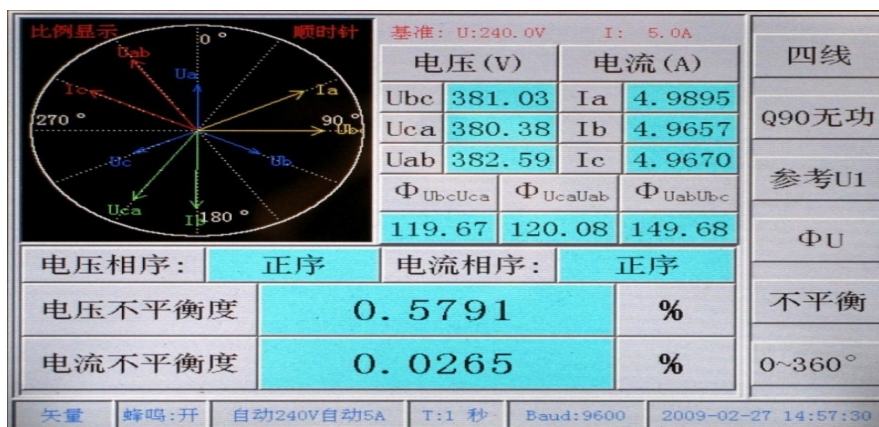 比例显示 顺时针
0°
90°
180°
270°
Uab
Ua
Ia
Ic
Ubc
Uc
Ub
Uca
Ib
基准: U:240.0V I: 5.0A
电压(V) 电流(A)
Ubc 381.03 Ia 4.9895
Uca 380.38 Ib 4.9657
Uab 382.59 Ic 4.9670
ΦUbcUca ΦUcaUab ΦUabUbc
119.67 120.08 149.68
电压相序: 正序 电流相序: 正序
电压不平衡度 0.5791 %
电流不平衡度 0.0265 %
四线
Q90无功
参考U1
ΦU
不平衡
0~360°
矢量 蜂鸣:开 自动240V自动5A T:1 秒 Baud:9600 2009-02-27 14:57:30